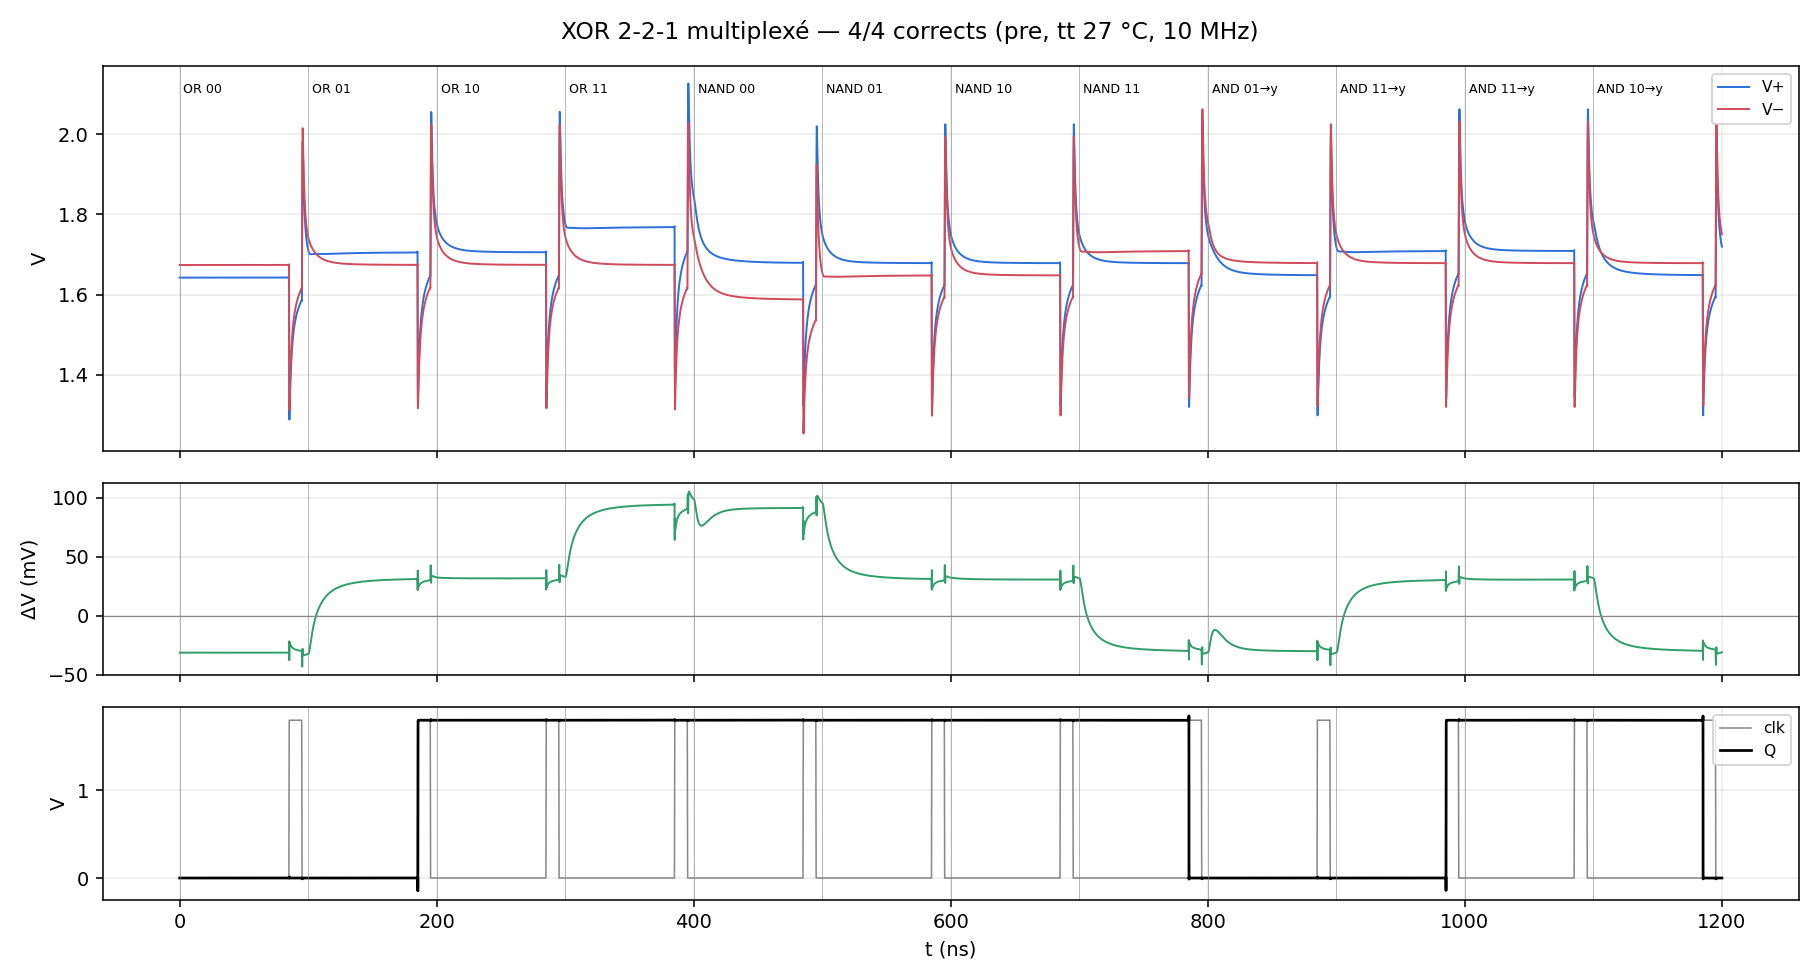 XOR 2-2-1 multiplexé — 4/4 corrects (pre, tt 27 °C, 10 MHz)
OR 00 OR 01 OR 10 OR 11 NAND 00 NAND 01 NAND 10 NAND 11 AND 01→y AND 11→y AND 11→y AND 10→y
V+
V−
2.0
1.8
1.6
1.4
V
100
50
0
−50
ΔV (mV)
clk
Q
1
0
V
0 200 400 600 800 1000 1200
t (ns)